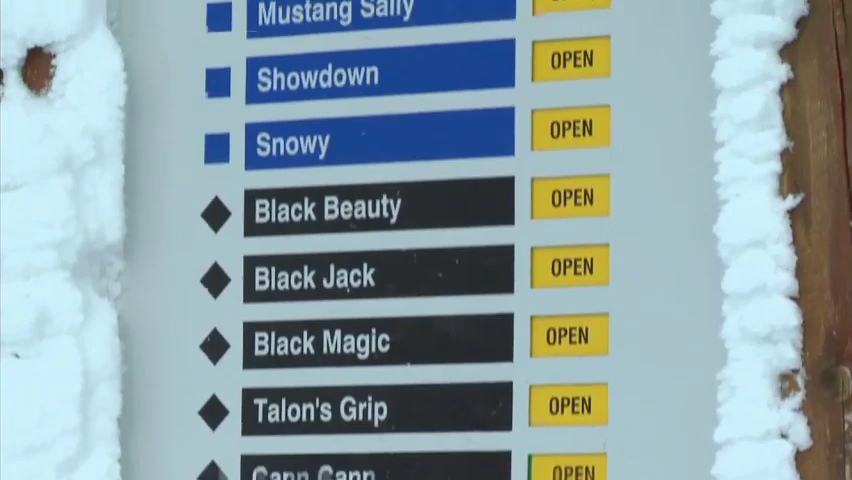 Mustang Sally OPEN
Showdown OPEN
Snowy OPEN
Black Beauty OPEN
Black Jack OPEN
Black Magic OPEN
Talon's Grip OPEN
OPEN